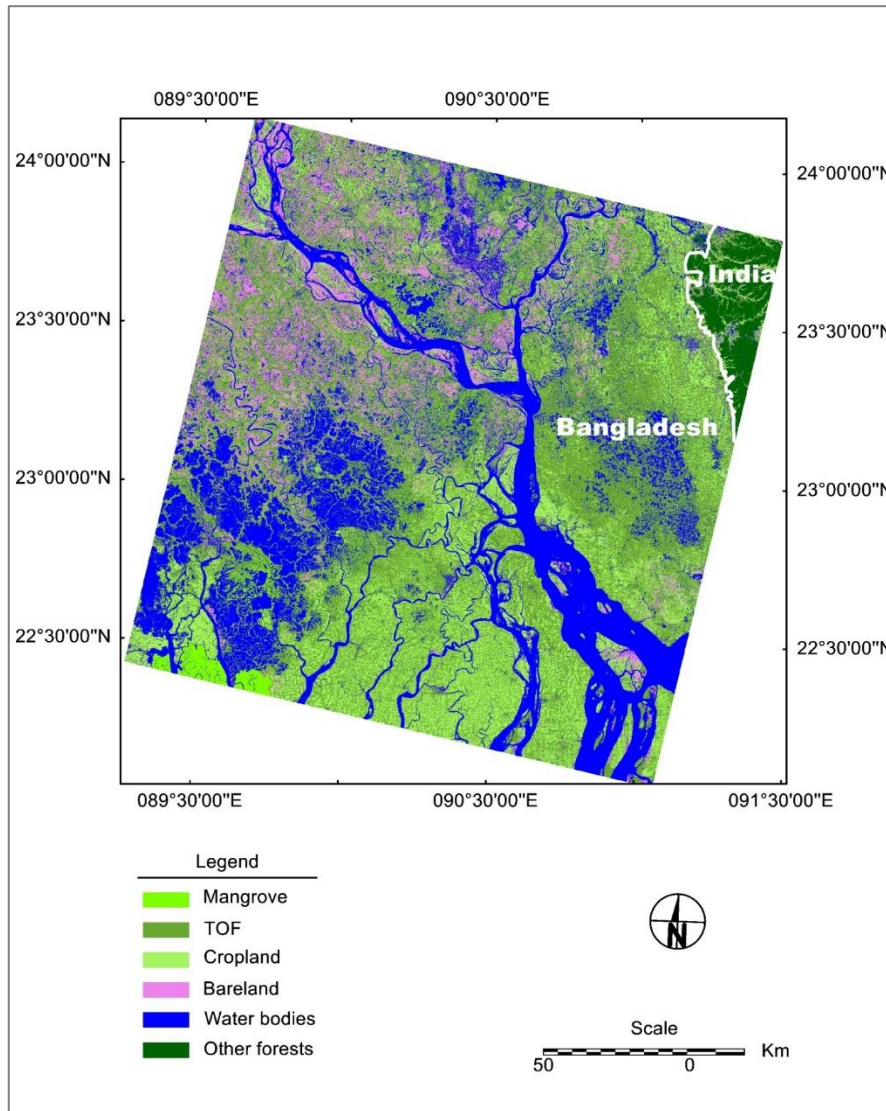 089°30'00"E 090°30'00"E
24°00'00"N 24°00'00"N
India
23°30'00"N 23°30'00"N
Bangladesh
23°00'00"N 23°00'00"N
22°30'00"N 22°30'00"N
089°30'00"E 090°30'00"E 091°30'00"E
Legend
Mangrove
TOF
Cropland
Bareland
Water bodies
Other forests
N
Scale
Km
50 0